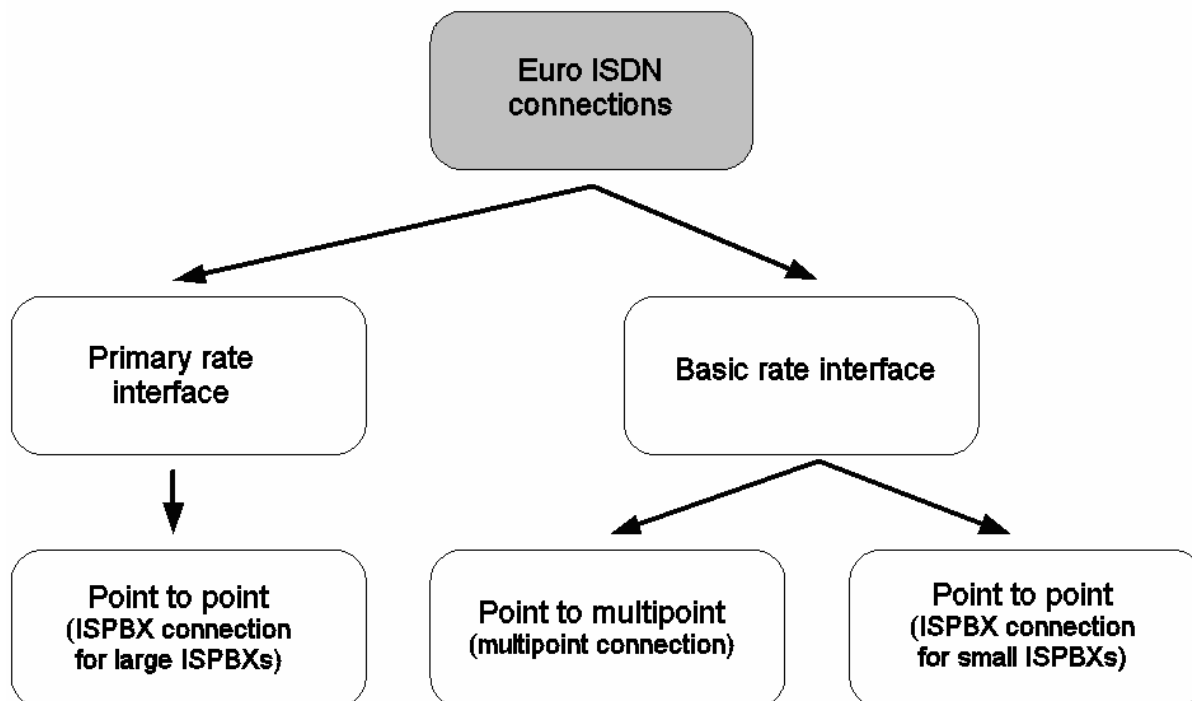 Euro ISDN
connections
Primary rate
interface
Basic rate interface
Point to point
(ISPBX connection
for large ISPBXs)
Point to multipoint
(multipoint connection)
Point to point
(ISPBX connection
for small ISPBXs)